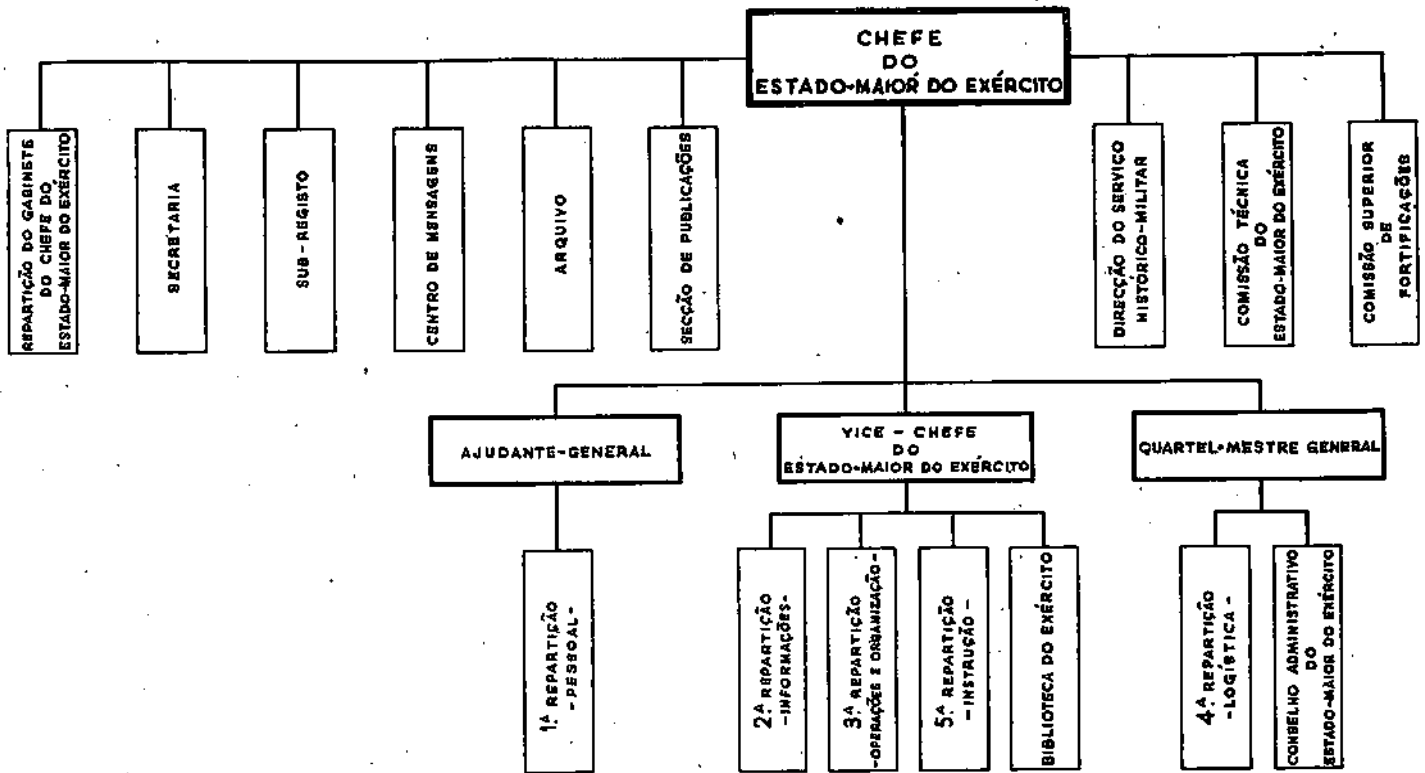 CHEFE
DO
ESTADO-MAIOR DO EXÉRCITO
REPARTIÇÃO DO GABINETE
DO CHEFE DO
ESTADO-MAIOR DO EXÉRCITO
SECRETARIA
SUB-REGISTO
CENTRO DE MENSAGENS
ARQUIVO
SECÇÃO DE PUBLICAÇÕES
DIRECÇÃO DO SERVIÇO
HISTÓRICO-MILITAR
COMISSÃO TÉCNICA
DO
ESTADO-MAIOR DO EXÉRCITO
COMISSÃO SUPERIOR
DE
FORTIFICAÇÕES
AJUDANTE-GENERAL
VICE-CHEFE
DO
ESTADO-MAIOR DO EXÉRCITO
QUARTEL-MESTRE GENERAL
1.ª REPARTIÇÃO
-PESSOAL-
2.ª REPARTIÇÃO
-INFORMAÇÕES-
3.ª REPARTIÇÃO
-OPERAÇÕES E ORGANIZAÇÃO-
5.ª REPARTIÇÃO
-INSTRUÇÃO-
BIBLIOTECA DO EXÉRCITO
4.ª REPARTIÇÃO
-LOGÍSTICA-
CONSELHO ADMINISTRATIVO
DO
ESTADO-MAIOR DO EXÉRCITO